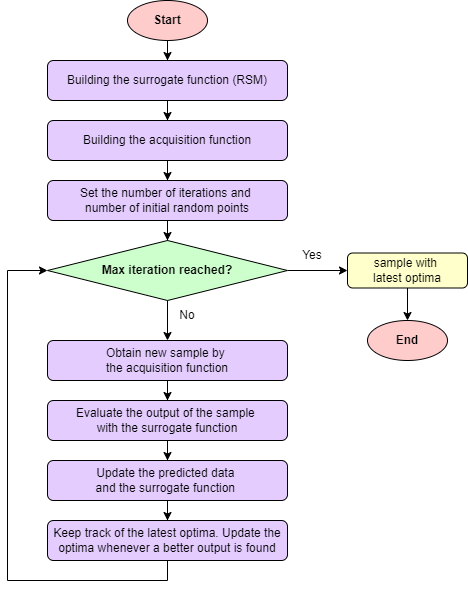 Start
Building the surrogate function (RSM)
Building the acquisition function
Set the number of iterations and
number of initial random points
Max iteration reached?
Yes
sample with
latest optima
End
No
Obtain new sample by
the acquisition function
Evaluate the output of the sample
with the surrogate function
Update the predicted data
and the surrogate function
Keep track of the latest optima. Update the
optima whenever a better output is found